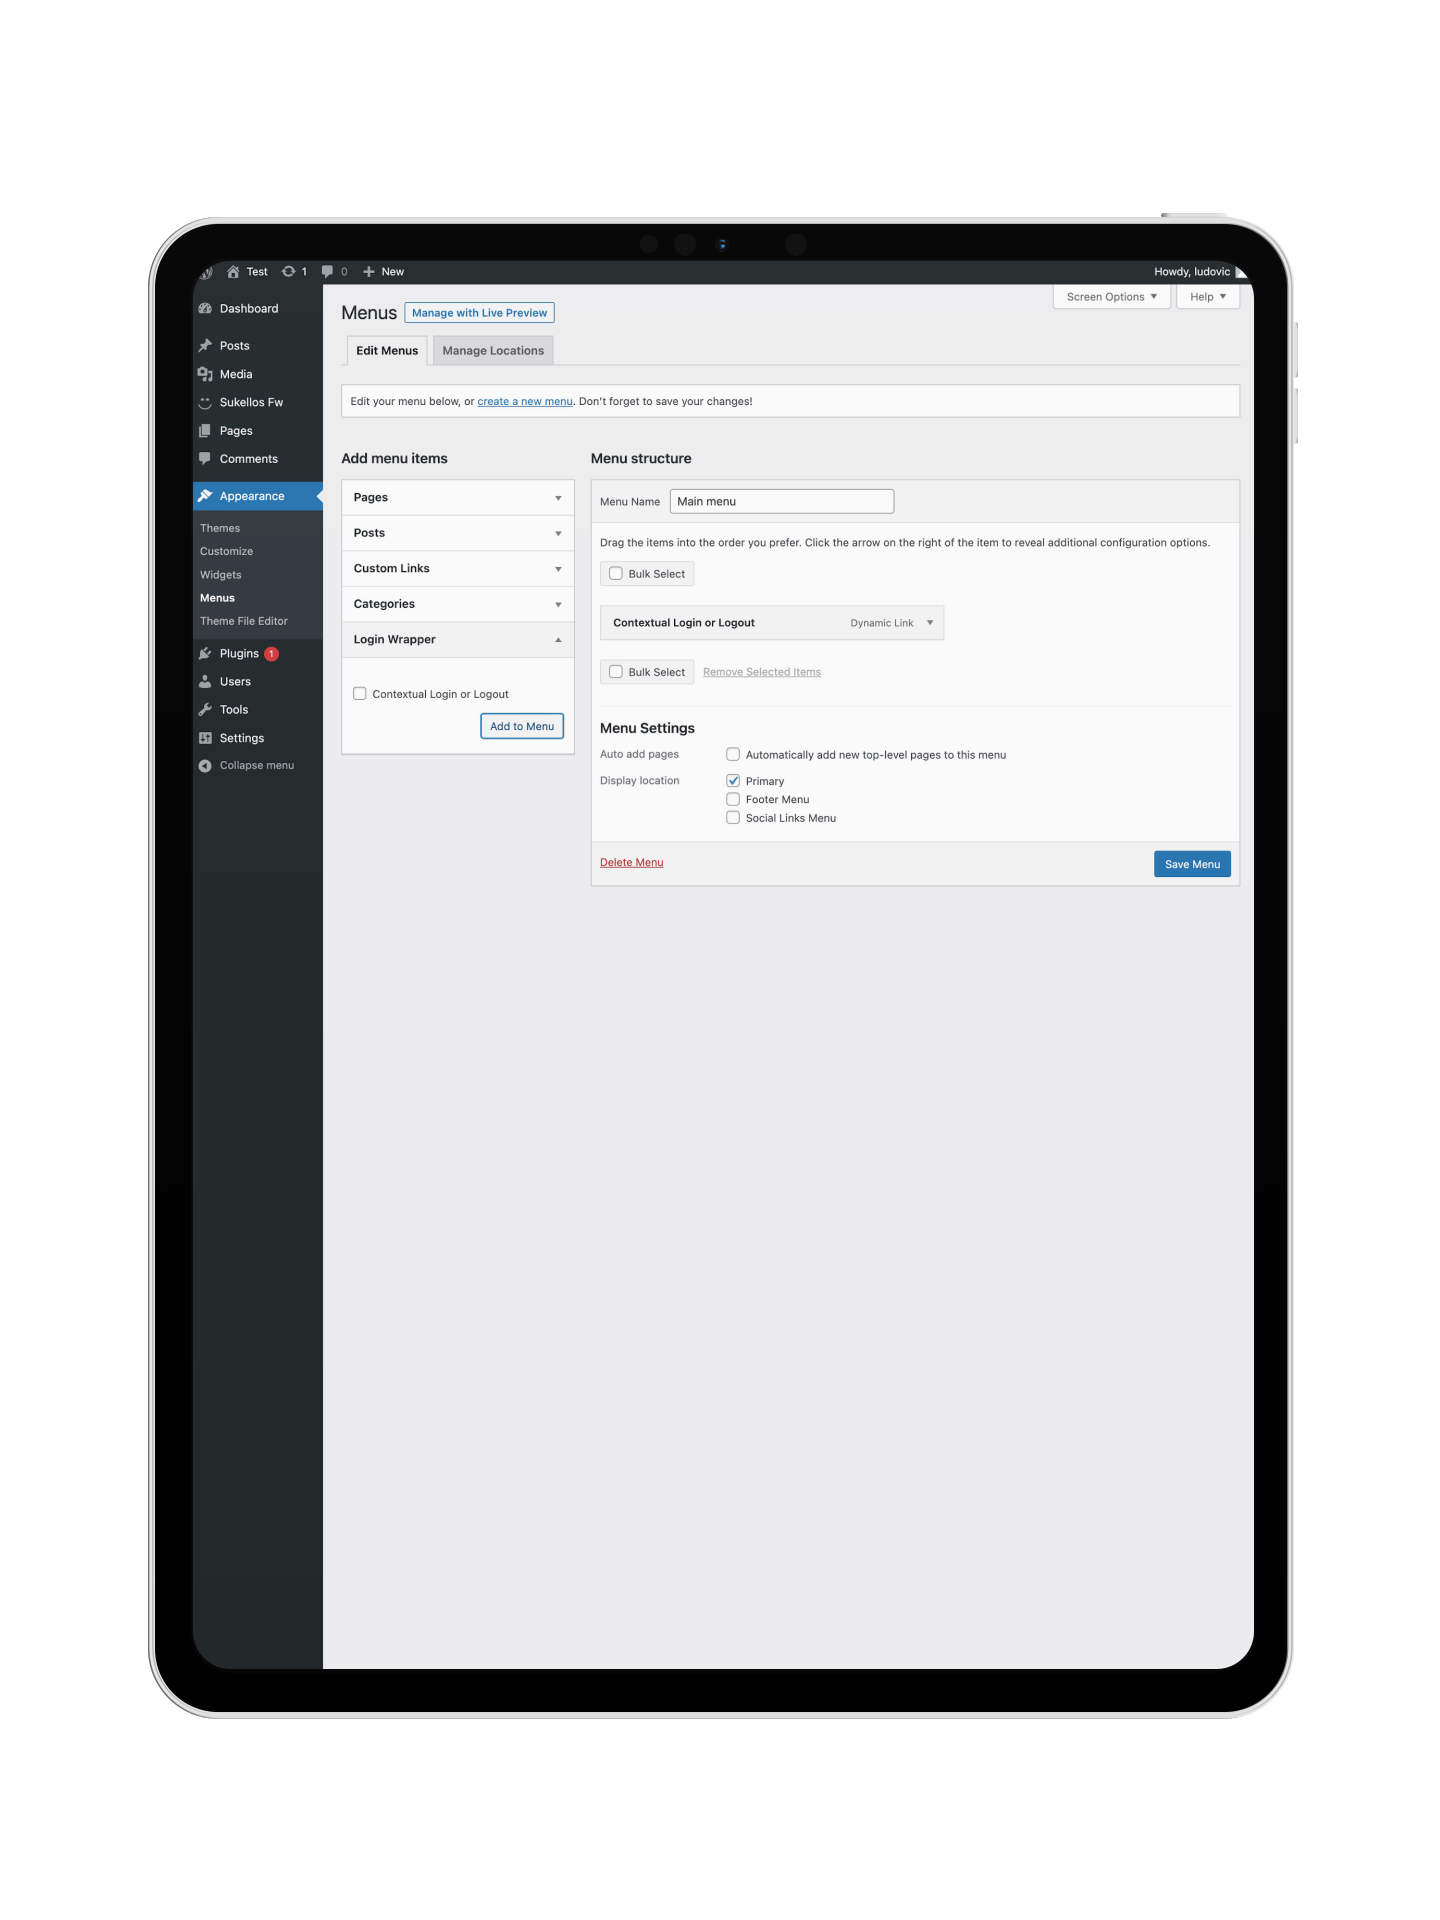 Test 1 0 New Howdy, ludovic
Dashboard
Posts
Media
Sukellos Fw
Pages
Comments
Appearance
Themes
Customize
Widgets
Menus
Theme File Editor
Plugins 1
Users
Tools
Settings
Collapse menu
Screen Options Help
Menus Manage with Live Preview
Edit Menus Manage Locations
Edit your menu below, or create a new menu. Don't forget to save your changes!
Add menu items
Pages
Posts
Custom Links
Categories
Login Wrapper
Contextual Login or Logout
Add to Menu
Menu structure
Menu Name Main menu
Drag the items into the order you prefer. Click the arrow on the right of the item to reveal additional configuration options.
Bulk Select
Contextual Login or Logout Dynamic Link
Bulk Select Remove Selected Items
Menu Settings
Auto add pages Automatically add new top-level pages to this menu
Display location Primary
Footer Menu
Social Links Menu
Delete Menu Save Menu